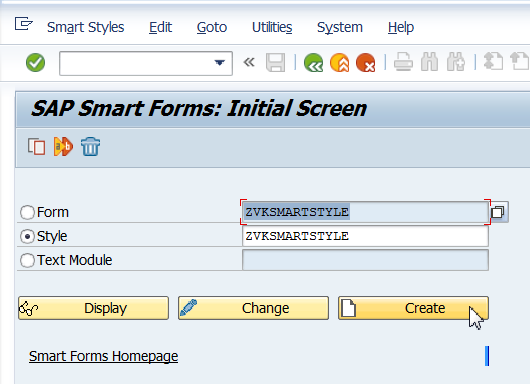 Smart Styles Edit Goto Utilities System Help
SAP Smart Forms: Initial Screen
Form ZVKSMARTSTYLE
Style ZVKSMARTSTYLE
Text Module
Display Change Create
Smart Forms Homepage